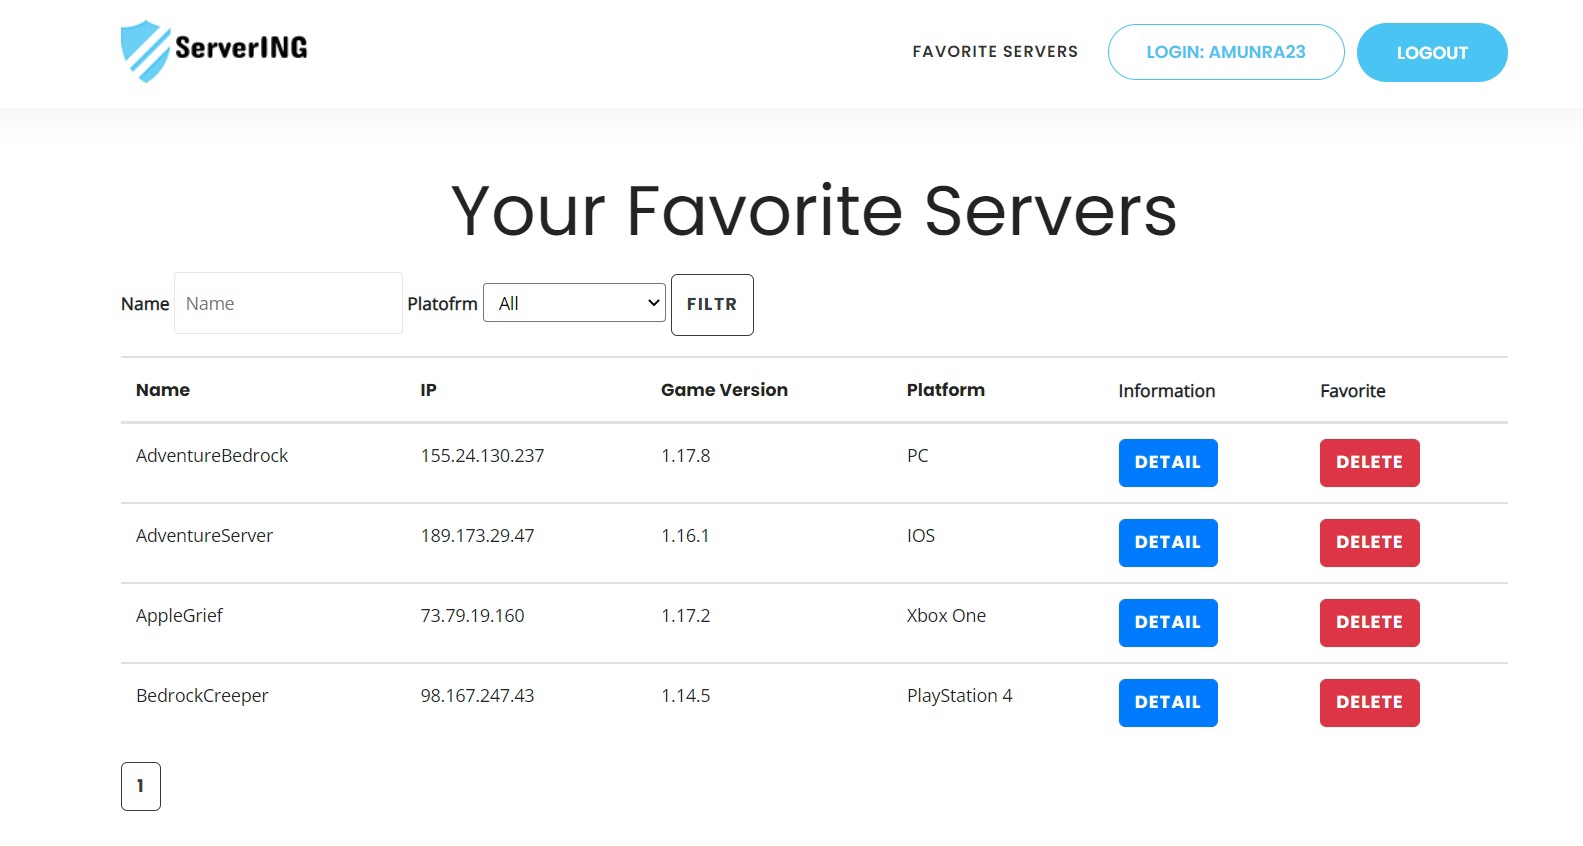 ServerING
FAVORITE SERVERS LOGIN: AMUNRA23 LOGOUT
Your Favorite Servers
Name Name Platofrm All FILTR
Name IP Game Version Platform Information Favorite
AdventureBedrock 155.24.130.237 1.17.8 PC DETAIL DELETE
AdventureServer 189.173.29.47 1.16.1 IOS DETAIL DELETE
AppleGrief 73.79.19.160 1.17.2 Xbox One DETAIL DELETE
BedrockCreeper 98.167.247.43 1.14.5 PlayStation 4 DETAIL DELETE
1